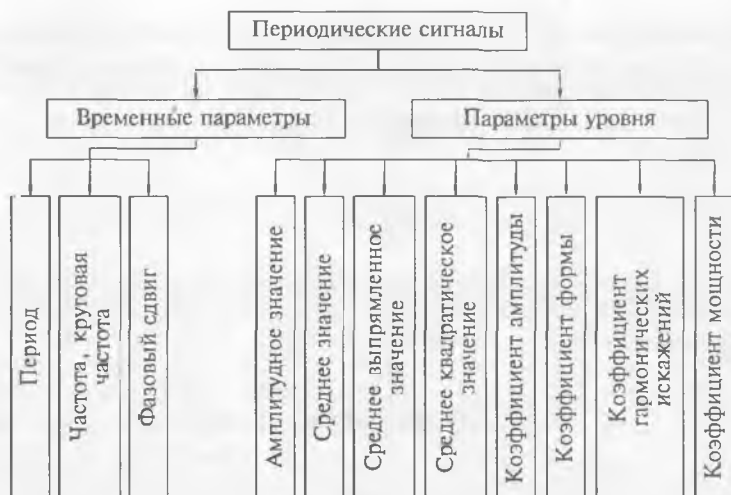 Периодические сигналы
Временные параметры
Параметры уровня
Период
Частота, круговая
частота
Фазовый сдвиг
Амплитудное значение
Среднее значение
Среднее выпрямленное
значение
Среднее квадратическое
значение
Коэффициент амплитуды
Коэффициент формы
Коэффициент
гармонических
искажений
Коэффициент мощности